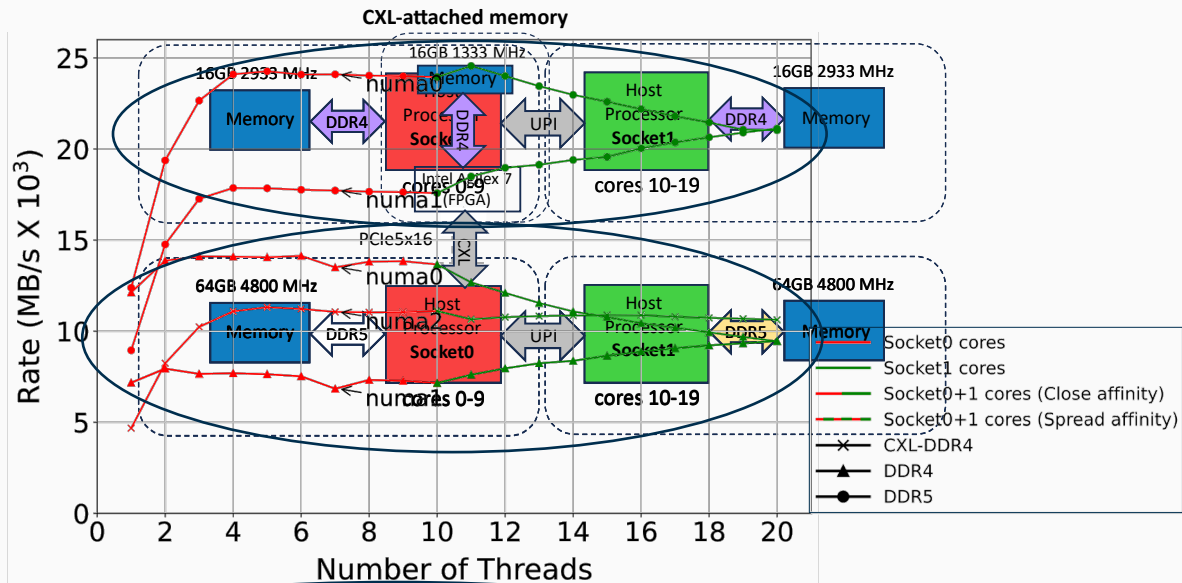 CXL-attached memory
25
16GB 1333 MHz
16GB 2933 MHz
16GB 2933 MHz
numa0
Memory
Host
Processor
Socket0
Memory
DDR4
DDR4
UPI
Host
Processor
Socket1
DDR4
Memory
20
cores 0-9
Intel Agilex 7
(FPGA)
cores 10-19
numa1
PCIe5x16
CXL
15
numa0
64GB 4800 MHz
64GB 4800 MHz
Host
Processor
Socket0
numa2
Memory
DDR5
UPI
Host
Processor
Socket1
DDR5
Memory
10
cores 0-9
numa1
cores 10-19
5
0
Rate (MB/s X 10³)
Socket0 cores
Socket1 cores
Socket0+1 cores (Close affinity)
Socket0+1 cores (Spread affinity)
CXL-DDR4
DDR4
DDR5
0 2 4 6 8 10 12 14 16 18 20
Number of Threads